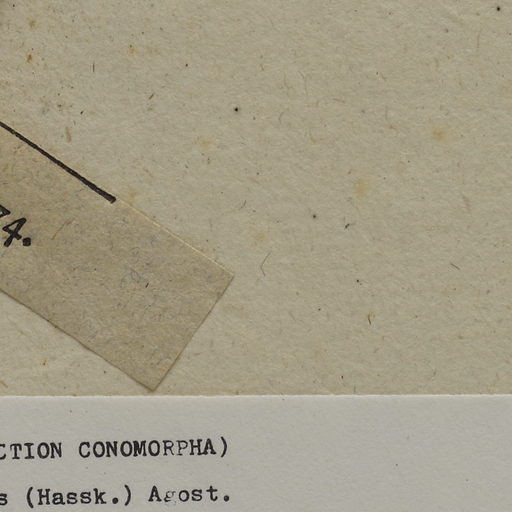 74.
CTION CONOMORPHA)
s (Hassk.) Agost.